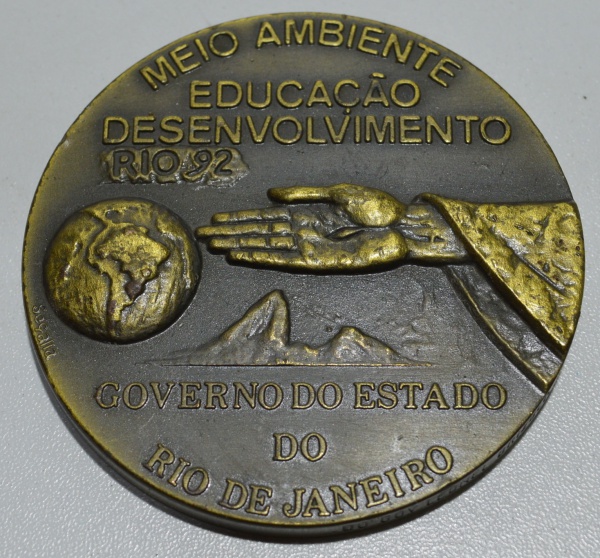 MEIO AMBIENTE
EDUCAÇÃO
DESENVOLVIMENTO
RIO 92
GOVERNO DO ESTADO
DO
RIO DE JANEIRO